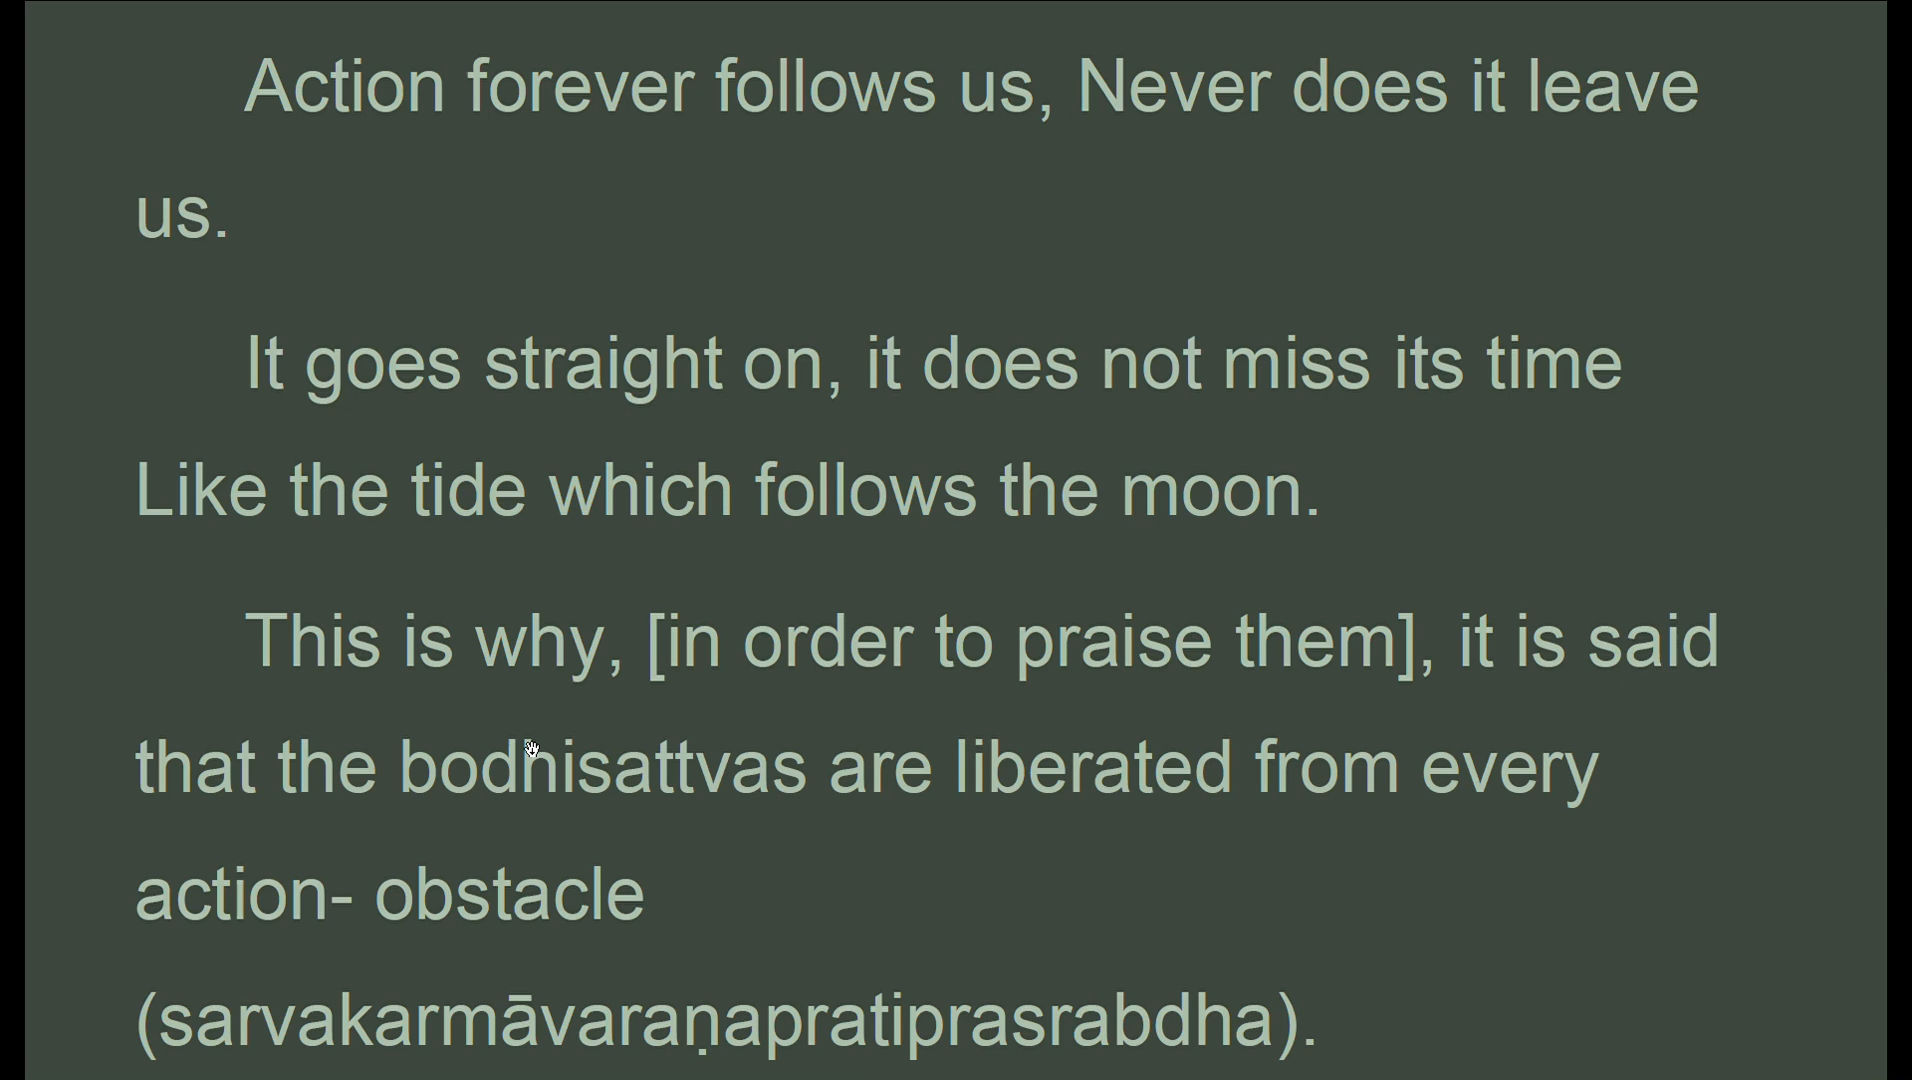 Action forever follows us, Never does it leave
us.
It goes straight on, it does not miss its time
Like the tide which follows the moon.
This is why, [in order to praise them], it is said
that the bodhisattvas are liberated from every
action- obstacle
(sarvakarmāvaraṇapratiprasrabdha).